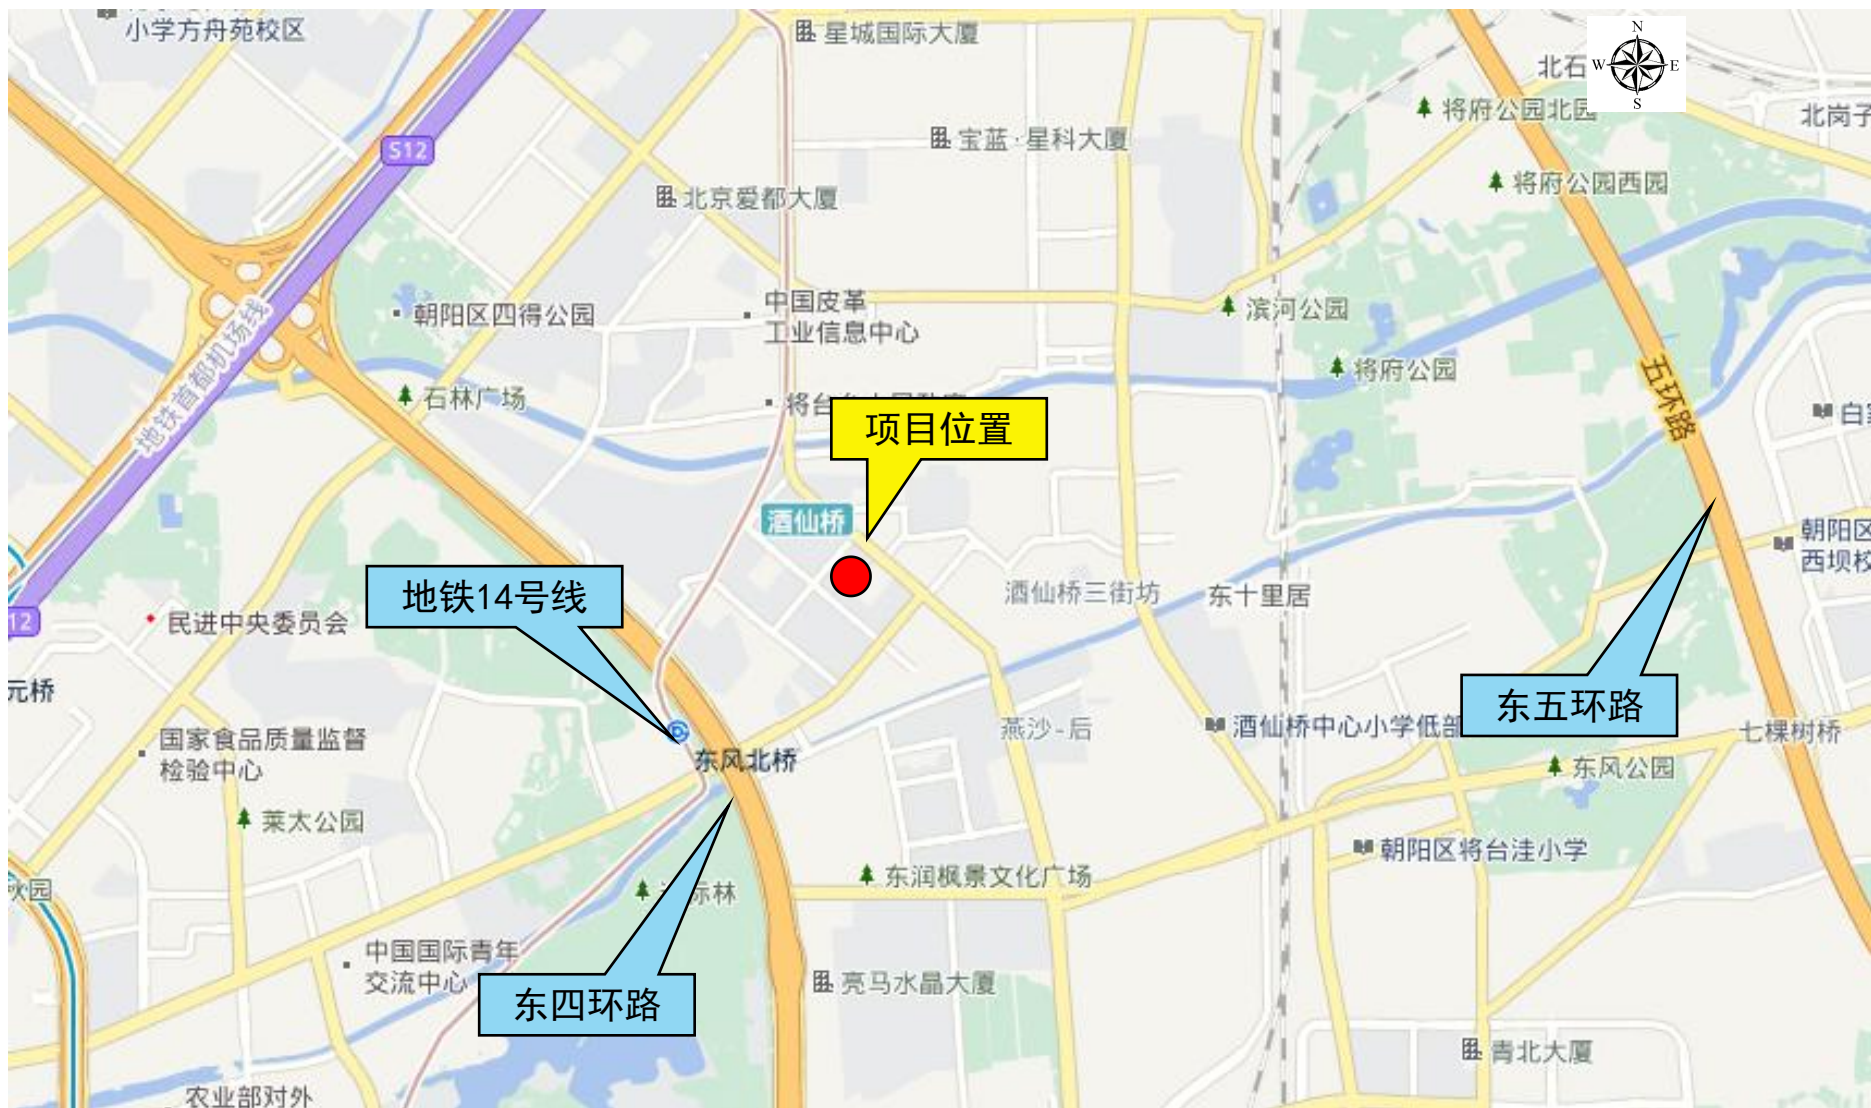 小学方舟苑校区
星城国际大厦
N
W
E
S
北石
将府公园北园
北岗子
S12
宝蓝·星科大厦
将府公园西园
北京爱都大厦
中国皮革
工业信息中心
朝阳区四得公园
滨河公园
地铁首都机场线
将府公园
五环路
石林广场
项目位置
酒仙桥
朝阳区
西坝校
地铁14号线
酒仙桥三街坊
东十里居
12
民进中央委员会
元桥
东五环路
国家食品质量监督
检验中心
燕沙-后
酒仙桥中心小学低部
七棵树桥
东风北桥
东风公园
莱太公园
朝阳区将台洼小学
东润枫景文化广场
际林
中国国际青年
交流中心
亮马水晶大厦
东四环路
青北大厦
农业部对外